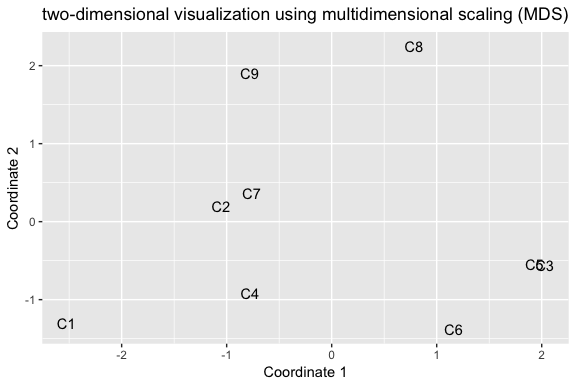 two-dimensional visualization using multidimensional scaling (MDS)
C8
2
C9
1
Coordinate 2
C7
C2
0
C5
C3
C4
-1
C1
C6
-2
-1
0
1
2
Coordinate 1